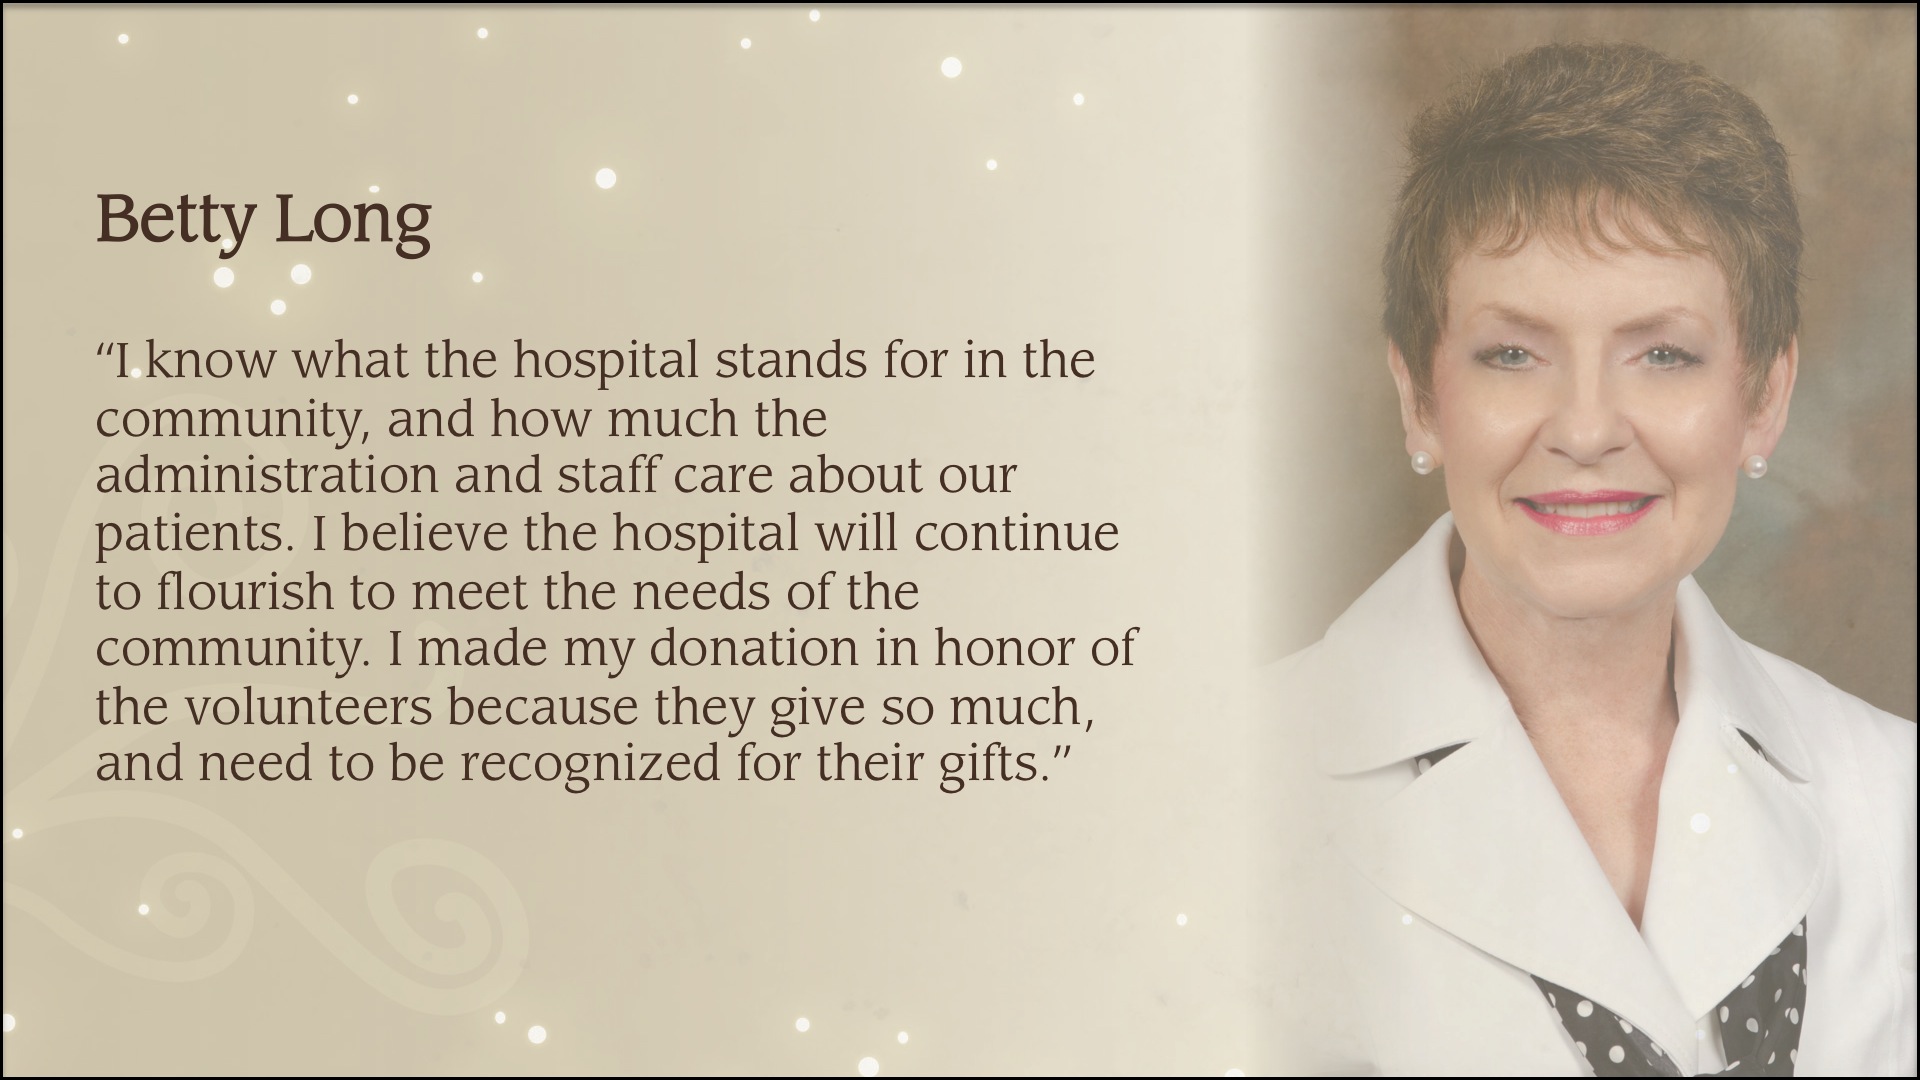 Betty Long
“I know what the hospital stands for in the
community, and how much the
administration and staff care about our
patients. I believe the hospital will continue
to flourish to meet the needs of the
community. I made my donation in honor of
the volunteers because they give so much,
and need to be recognized for their gifts.”